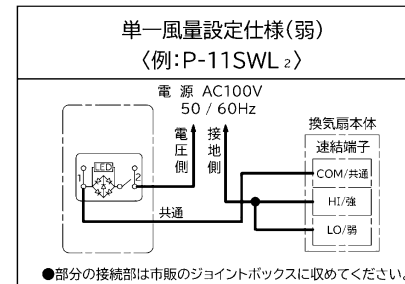 単一風量設定仕様(弱)
〈例:P-11SWL₂〉
電 源 AC100V
50 / 60Hz
電圧側
接地側
換気扇本体
速結端子
LED
1
2
COM/共通
HI/強
LO/弱
共通
●部分の接続部は市販のジョイントボックスに収めてください。